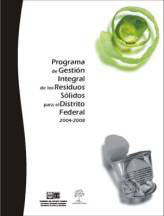 Programa
de Gestión
Integral
de los Residuos
Sólidos
para el Distrito
Federal
2004-2008